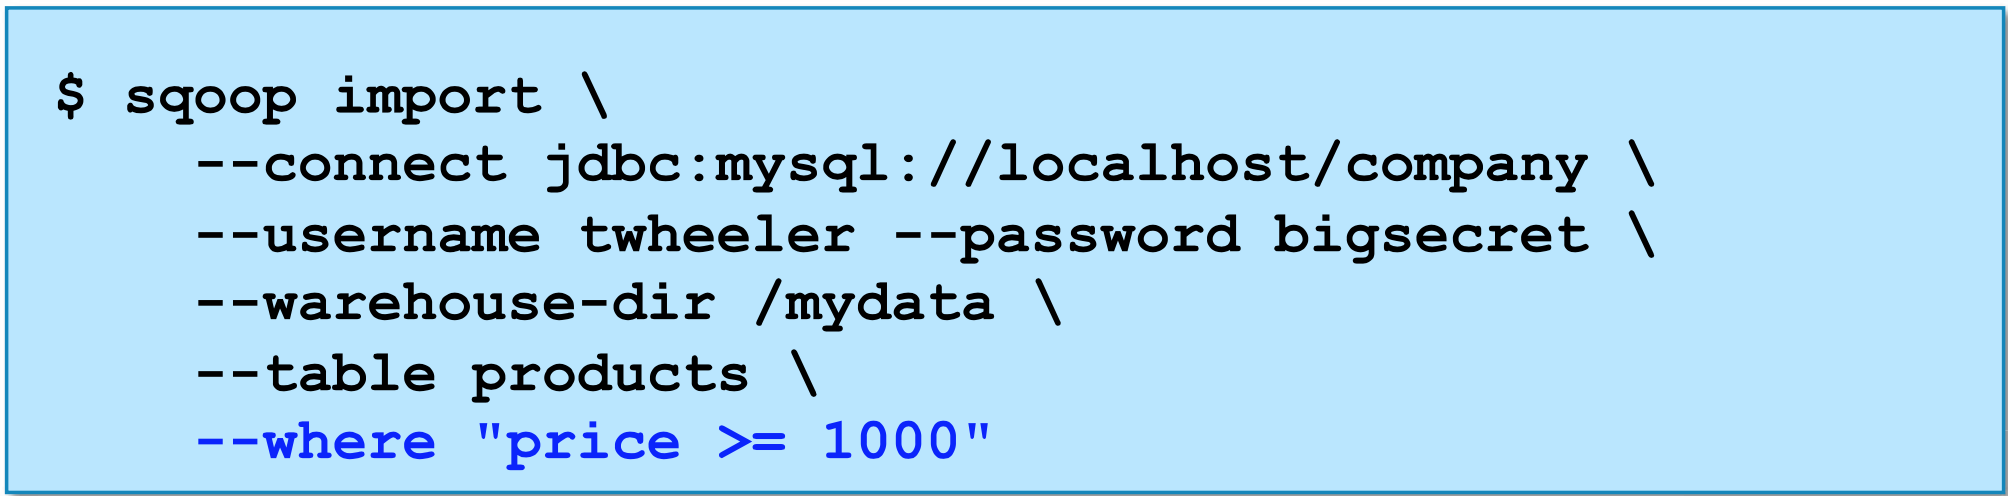 $ sqoop import \
--connect jdbc:mysql://localhost/company \
--username twheeler --password bigsecret \
--warehouse-dir /mydata \
--table products \
--where "price >= 1000"